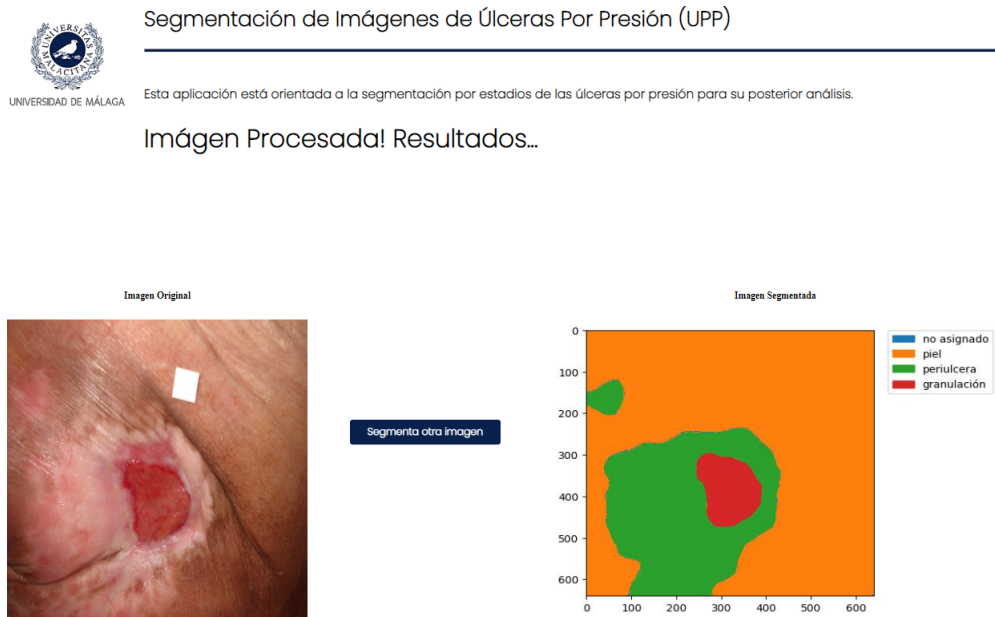 Segmentación de Imágenes de Úlceras Por Presión (UPP)
UNIVERSITAS MALACITANA
UNIVERSIDAD DE MÁLAGA
Esta aplicación está orientada a la segmentación por estadios de las úlceras por presión para su posterior análisis.
Imágen Procesada! Resultados...
Imagen Original
Imagen Segmentada
Segmenta otra imagen
0
100
200
300
400
500
600
0 100 200 300 400 500 600
no asignado
piel
periulcera
granulación